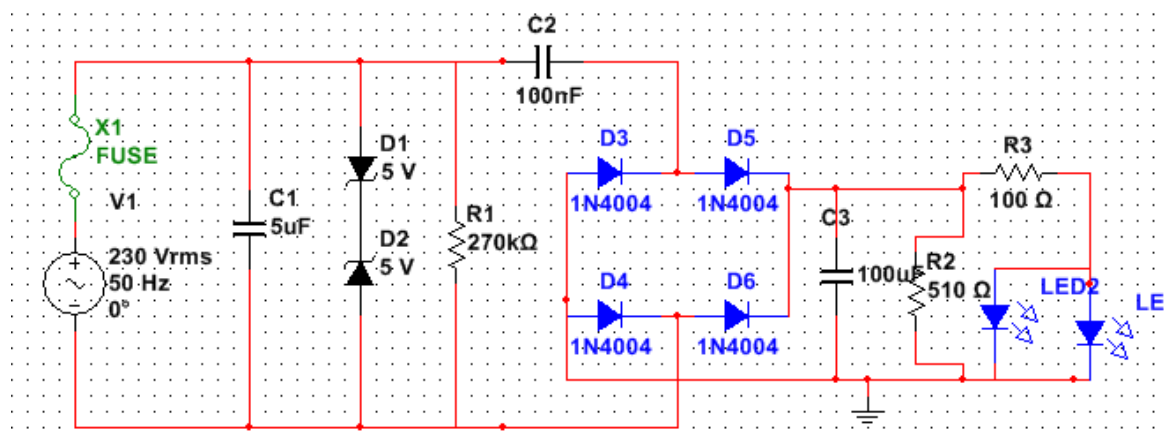 C2
100nF
X1
FUSE
V1
230 Vrms
50 Hz
0°
C1
5uF
D1
5 V
D2
5 V
R1
270kΩ
D3
1N4004
D5
1N4004
D4
1N4004
D6
1N4004
C3
100uF
R2
510 Ω
R3
100 Ω
LED2
LE